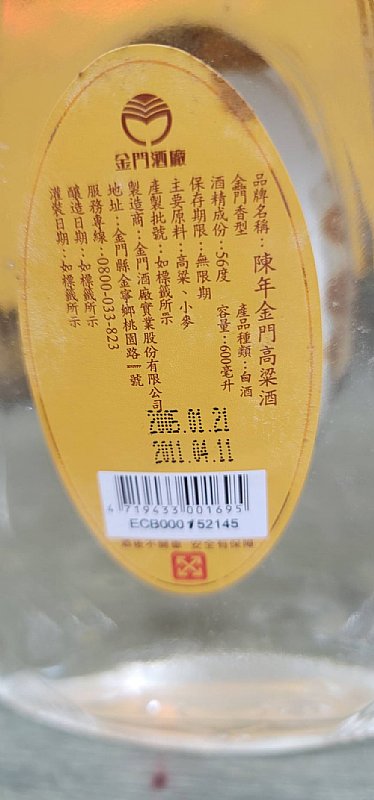 金門酒廠
品牌名稱：陳年金門高粱酒
金門香型 產品種類：白酒
酒精成份：56度 容量：600毫升
保存期限：無限期
主要原料：高粱、小麥
產製批號：如標籤所示
製造商：金門酒廠實業股份有限公司
地址：金門縣金寧鄉桃園路一號
服務專線：0800-033-823
釀造日期：如標籤所示
灌裝日期：如標籤所示
2005.01.21
2011.04.11
4 719433 001695
ECB000152145